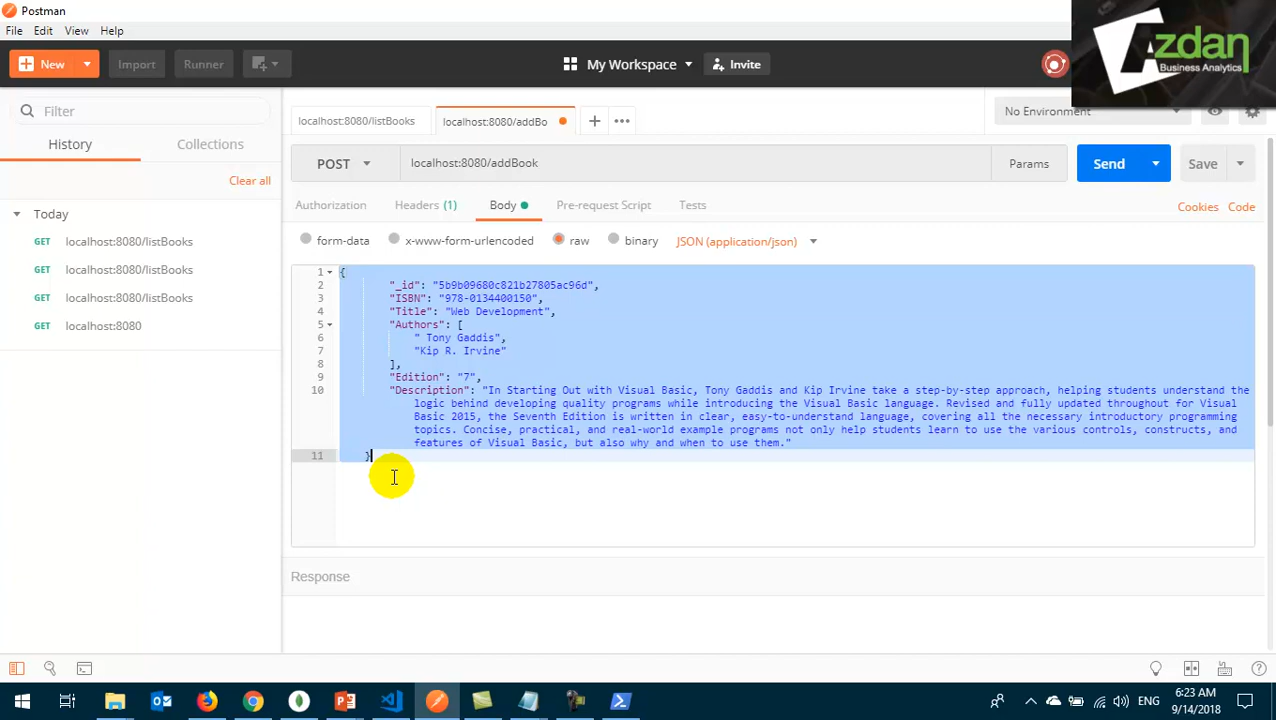 Postman
File Edit View Help
New Import Runner My Workspace Invite
Azdan
Business Analytics
Filter
localhost:8080/listBooks localhost:8080/addBo No Environment
History Collections
Clear all
Today
GET localhost:8080/listBooks
GET localhost:8080/listBooks
GET localhost:8080/listBooks
GET localhost:8080
POST localhost:8080/addBook Params Send Save
Authorization Headers (1) Body Pre-request Script Tests Cookies Code
form-data x-www-form-urlencoded raw binary JSON (application/json)
1 {
2 "_id": "5b9b09680c821b27805ac96d",
3 "ISBN": "978-0134400150",
4 "Title": "Web Development",
5 "Authors": [
6 " Tony Gaddis",
7 "Kip R. Irvine"
8 ],
9 "Edition": "7",
10 "Description": "In Starting Out with Visual Basic, Tony Gaddis and Kip Irvine take a step-by-step approach, helping students understand the
logic behind developing quality programs while introducing the Visual Basic language. Revised and fully updated throughout for Visual
Basic 2015, the Seventh Edition is written in clear, easy-to-understand language, covering all the necessary introductory programming
topics. Concise, practical, and real-world example programs not only help students learn to use the various controls, constructs, and
features of Visual Basic, but also why and when to use them."
11 }
Response
ENG
6:23 AM
9/14/2018